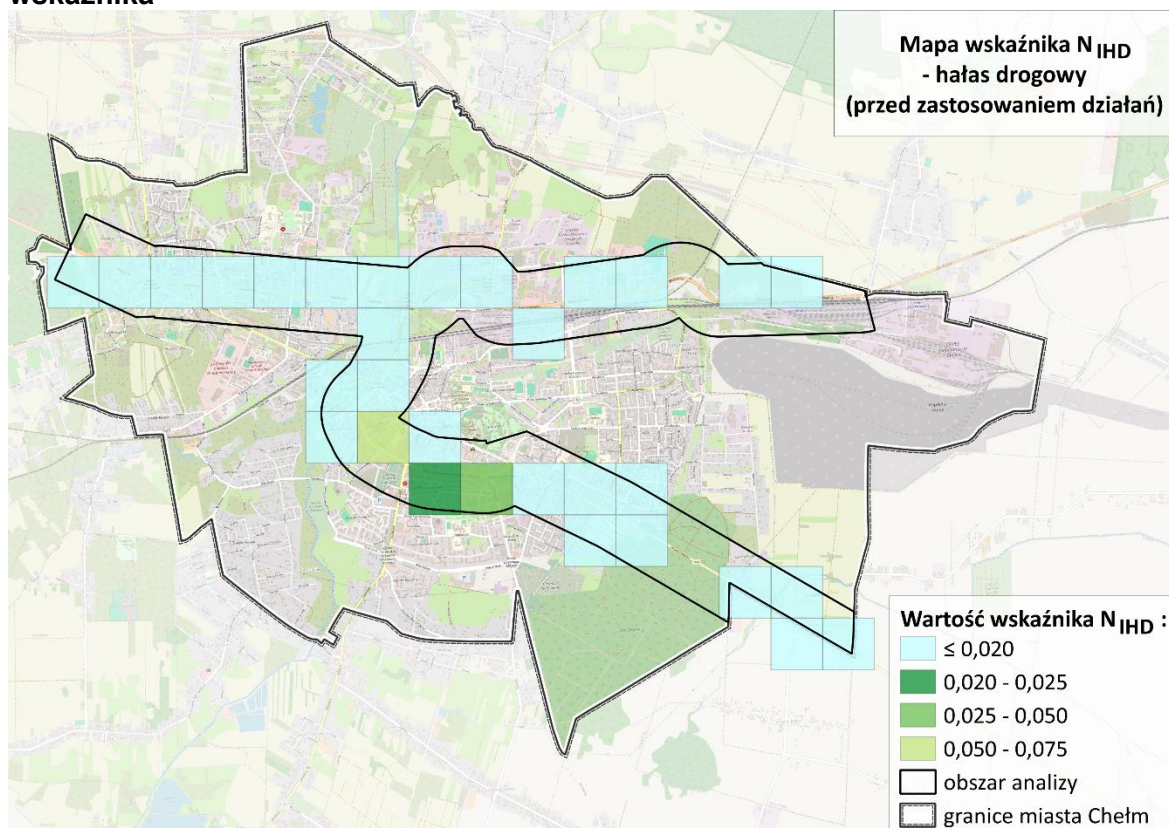 wskaźnika
Mapa wskaźnika N IHD
- hałas drogowy
(przed zastosowaniem działań)
Wartość wskaźnika N IHD :
≤ 0,020
0,020 - 0,025
0,025 - 0,050
0,050 - 0,075
obszar analizy
granice miasta Chełm